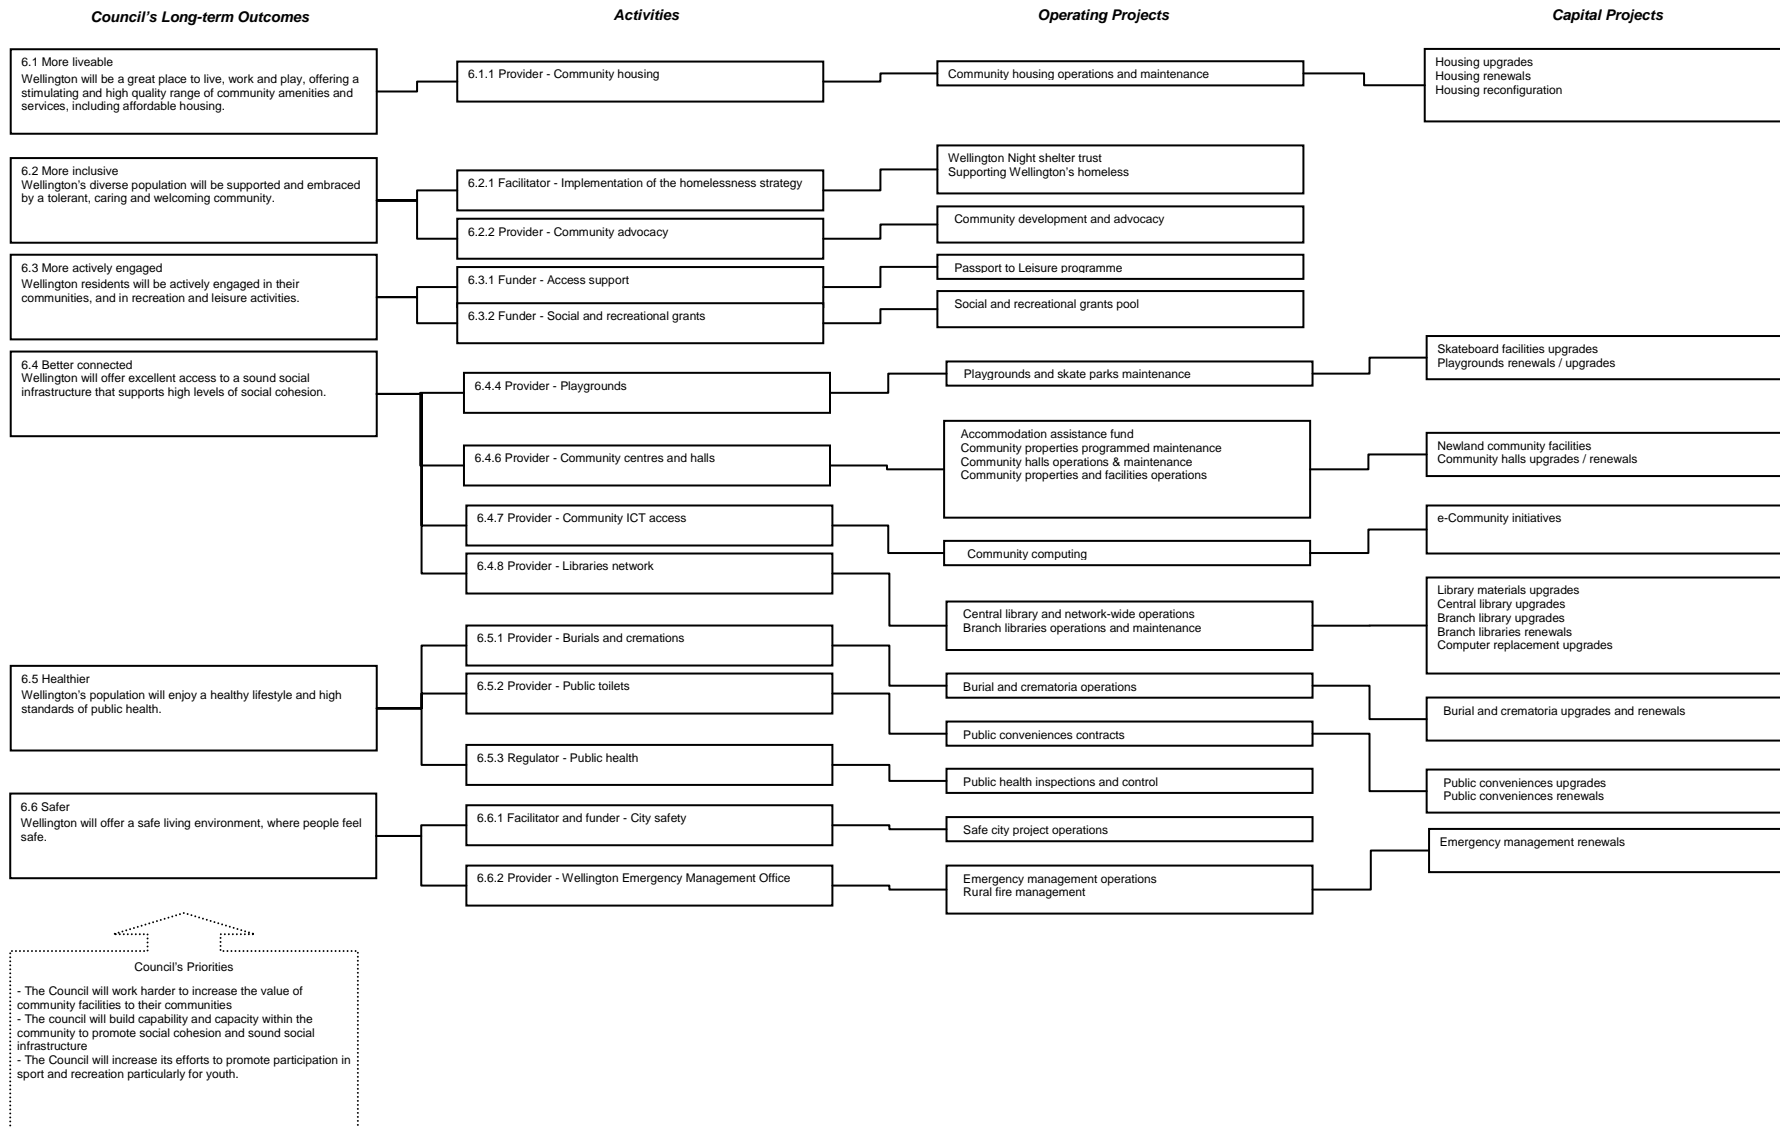 Council's Long-term Outcomes
Activities
Operating Projects
Capital Projects
6.1 More liveable
Wellington will be a great place to live, work and play, offering a
stimulating and high quality range of community amenities and
services, including affordable housing.
6.1.1 Provider - Community housing
Community housing operations and maintenance
Housing upgrades
Housing renewals
Housing reconfiguration
6.2 More inclusive
Wellington's diverse population will be supported and embraced
by a tolerant, caring and welcoming community.
6.2.1 Facilitator - Implementation of the homelessness strategy
Wellington Night shelter trust
Supporting Wellington's homeless
6.2.2 Provider - Community advocacy
Community development and advocacy
6.3 More actively engaged
Wellington residents will be actively engaged in their
communities, and in recreation and leisure activities.
6.3.1 Funder - Access support
Passport to Leisure programme
6.3.2 Funder - Social and recreational grants
Social and recreational grants pool
6.4 Better connected
Wellington will offer excellent access to a sound social
infrastructure that supports high levels of social cohesion.
6.4.4 Provider - Playgrounds
Playgrounds and skate parks maintenance
Skateboard facilities upgrades
Playgrounds renewals / upgrades
6.4.6 Provider - Community centres and halls
Accommodation assistance fund
Community properties programmed maintenance
Community halls operations & maintenance
Community properties and facilities operations
Newland community facilities
Community halls upgrades / renewals
6.4.7 Provider - Community ICT access
Community computing
e-Community initiatives
6.4.8 Provider - Libraries network
Central library and network-wide operations
Branch libraries operations and maintenance
Library materials upgrades
Central library upgrades
Branch library upgrades
Branch libraries renewals
Computer replacement upgrades
6.5 Healthier
Wellington's population will enjoy a healthy lifestyle and high
standards of public health.
6.5.1 Provider - Burials and cremations
Burial and crematoria operations
Burial and crematoria upgrades and renewals
6.5.2 Provider - Public toilets
Public conveniences contracts
Public conveniences upgrades
Public conveniences renewals
6.5.3 Regulator - Public health
Public health inspections and control
6.6 Safer
Wellington will offer a safe living environment, where people feel
safe.
6.6.1 Facilitator and funder - City safety
Safe city project operations
6.6.2 Provider - Wellington Emergency Management Office
Emergency management operations
Rural fire management
Emergency management renewals
Council's Priorities
- The Council will work harder to increase the value of
community facilities to their communities
- The council will build capability and capacity within the
community to promote social cohesion and sound social
infrastructure
- The Council will increase its efforts to promote participation in
sport and recreation particularly for youth.